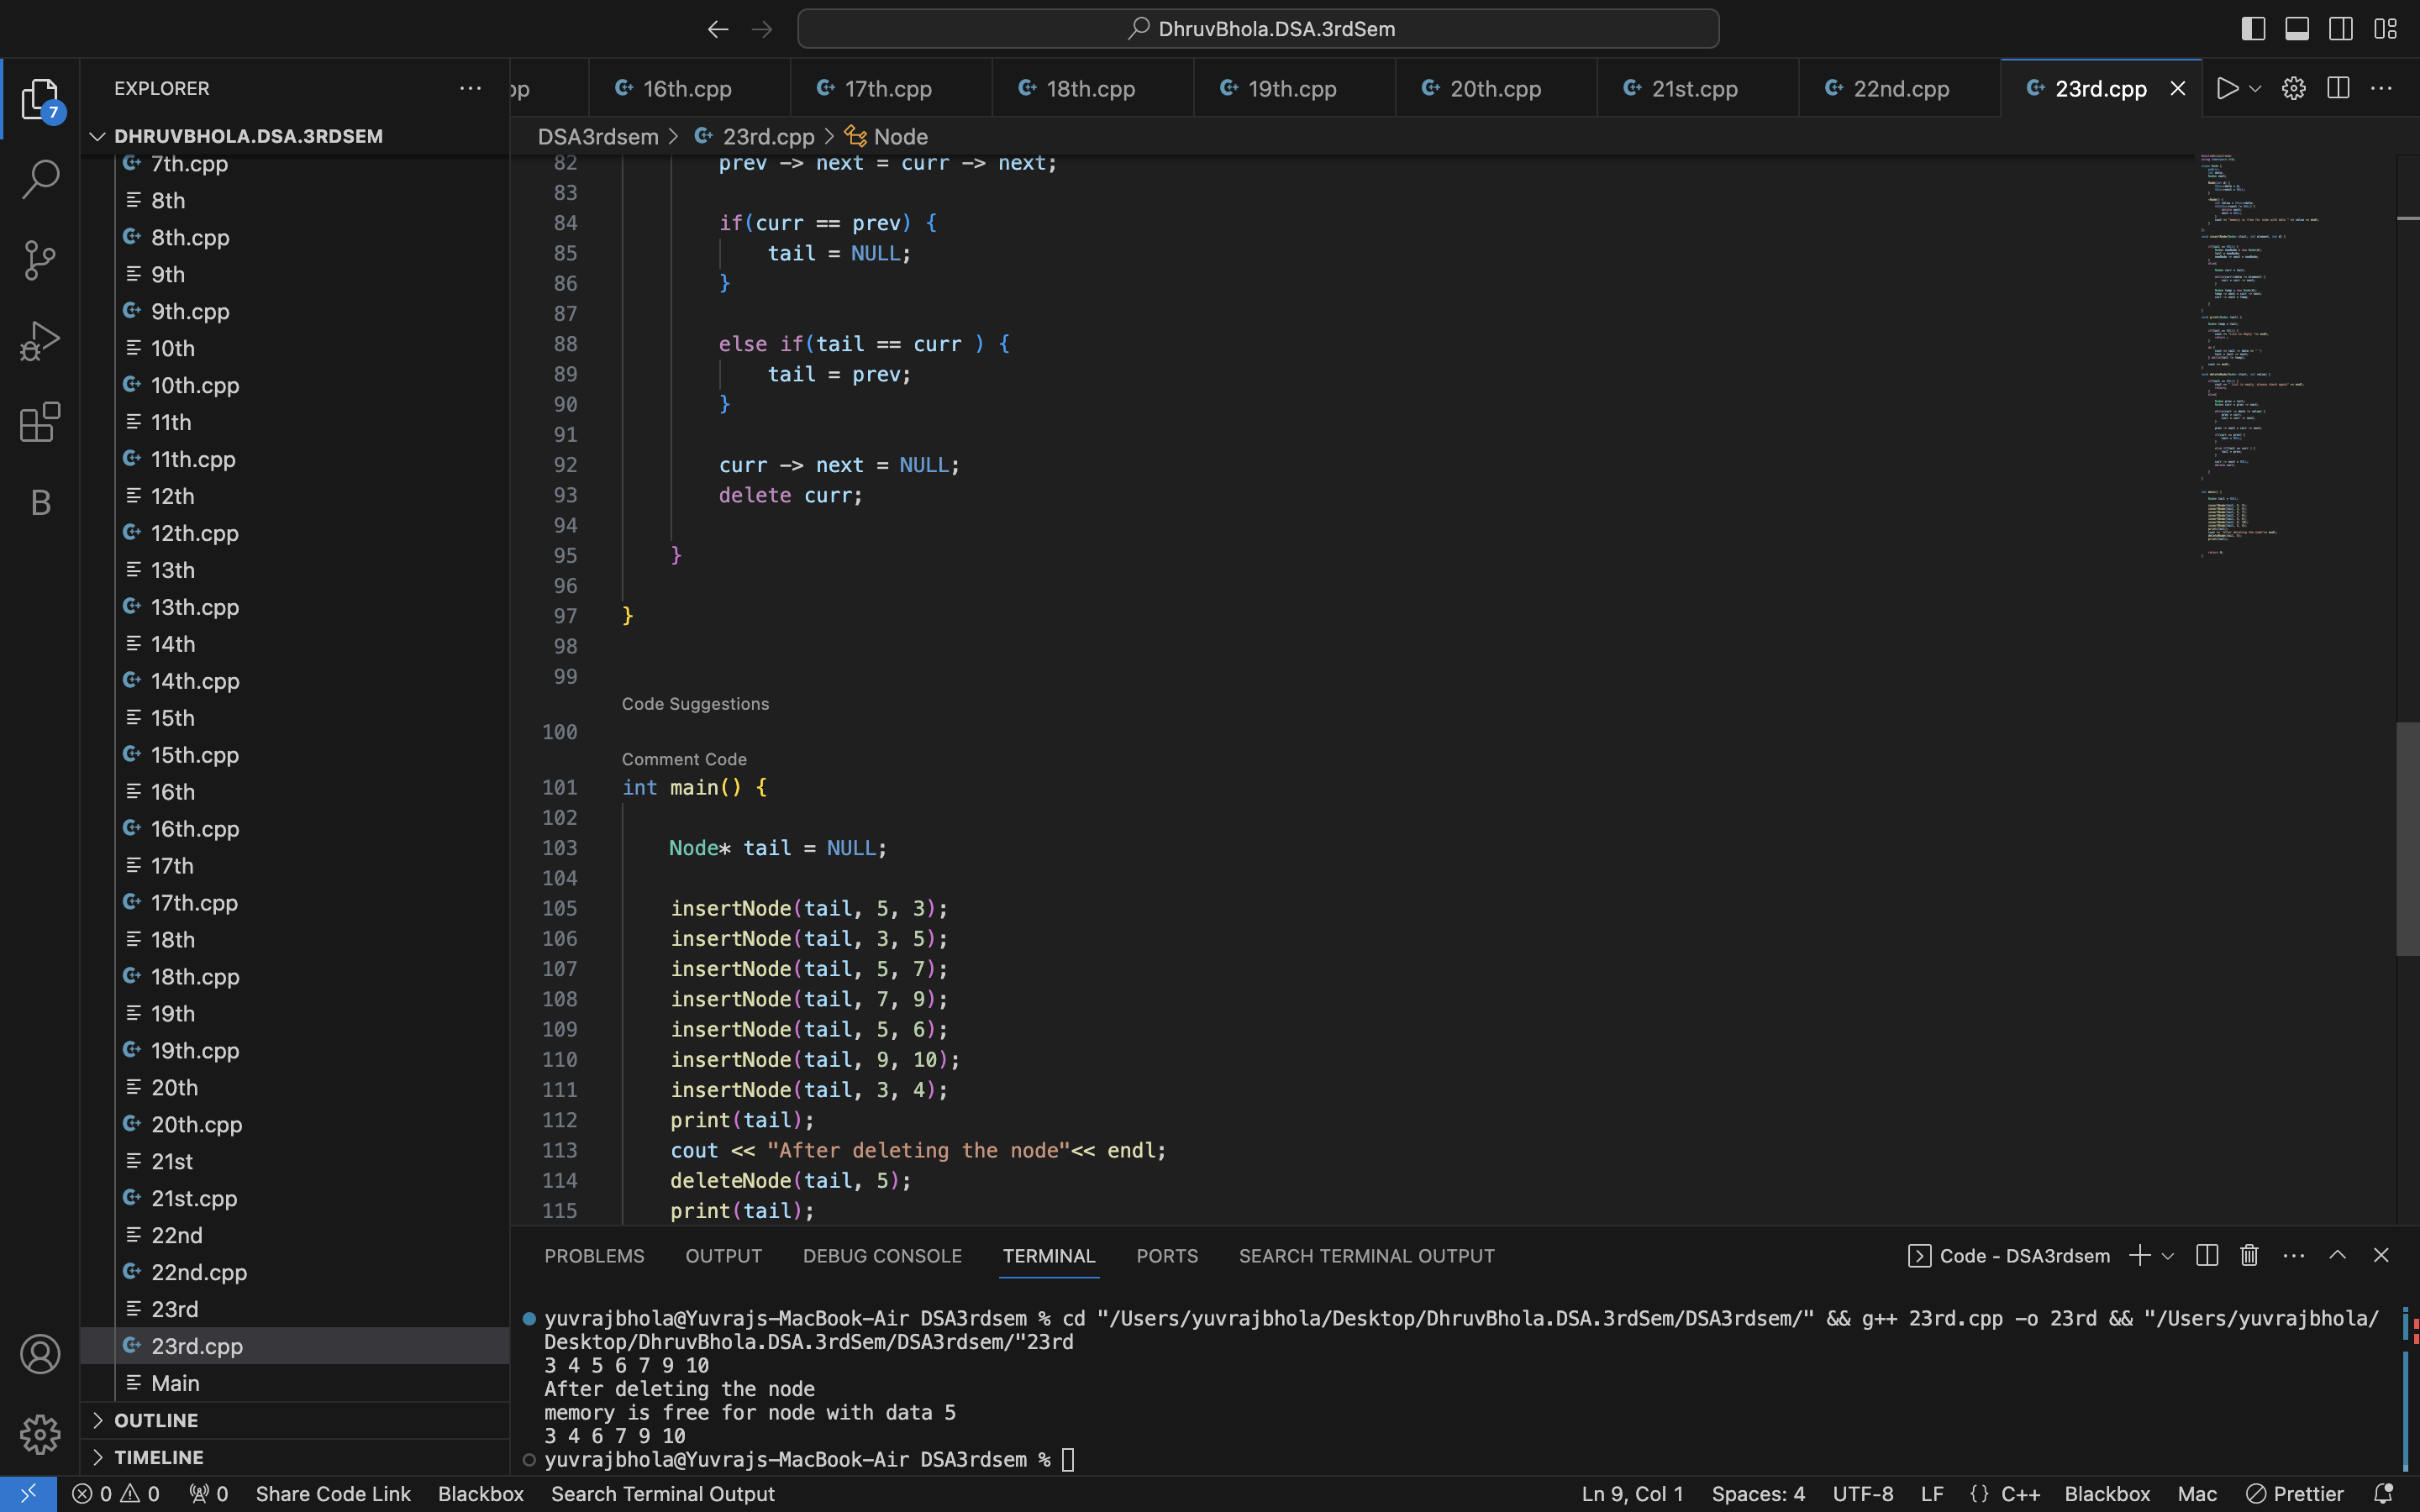 DhruvBhola.DSA.3rdSem
EXPLORER
7
DHRUVBHOLA.DSA.3RDSEM
7th.cpp
8th
8th.cpp
9th
9th.cpp
10th
10th.cpp
11th
11th.cpp
12th
12th.cpp
13th
13th.cpp
14th
14th.cpp
15th
15th.cpp
16th
16th.cpp
17th
17th.cpp
18th
18th.cpp
19th
19th.cpp
20th
20th.cpp
21st
21st.cpp
22nd
22nd.cpp
23rd
23rd.cpp
Main
OUTLINE
TIMELINE
B
pp 16th.cpp 17th.cpp 18th.cpp 19th.cpp 20th.cpp 21st.cpp 22nd.cpp 23rd.cpp
DSA3rdsem > 23rd.cpp > Node
82 prev -> next = curr -> next;
83
84 if(curr == prev) {
85 tail = NULL;
86 }
87
88 else if(tail == curr ) {
89 tail = prev;
90 }
91
92 curr -> next = NULL;
93 delete curr;
94
95 }
96
97 }
98
99
Code Suggestions
100
Comment Code
101 int main() {
102
103 Node* tail = NULL;
104
105 insertNode(tail, 5, 3);
106 insertNode(tail, 3, 5);
107 insertNode(tail, 5, 7);
108 insertNode(tail, 7, 9);
109 insertNode(tail, 5, 6);
110 insertNode(tail, 9, 10);
111 insertNode(tail, 3, 4);
112 print(tail);
113 cout << "After deleting the node"<< endl;
114 deleteNode(tail, 5);
115 print(tail);
PROBLEMS OUTPUT DEBUG CONSOLE TERMINAL PORTS SEARCH TERMINAL OUTPUT Code - DSA3rdsem
yuvrajbhola@Yuvrajs-MacBook-Air DSA3rdsem % cd "/Users/yuvrajbhola/Desktop/DhruvBhola.DSA.3rdSem/DSA3rdsem/" && g++ 23rd.cpp -o 23rd && "/Users/yuvrajbhola/
Desktop/DhruvBhola.DSA.3rdSem/DSA3rdsem/"23rd
3 4 5 6 7 9 10
After deleting the node
memory is free for node with data 5
3 4 6 7 9 10
yuvrajbhola@Yuvrajs-MacBook-Air DSA3rdsem %
0 0 0 Share Code Link Blackbox Search Terminal Output Ln 9, Col 1 Spaces: 4 UTF-8 LF {} C++ Blackbox Mac Prettier